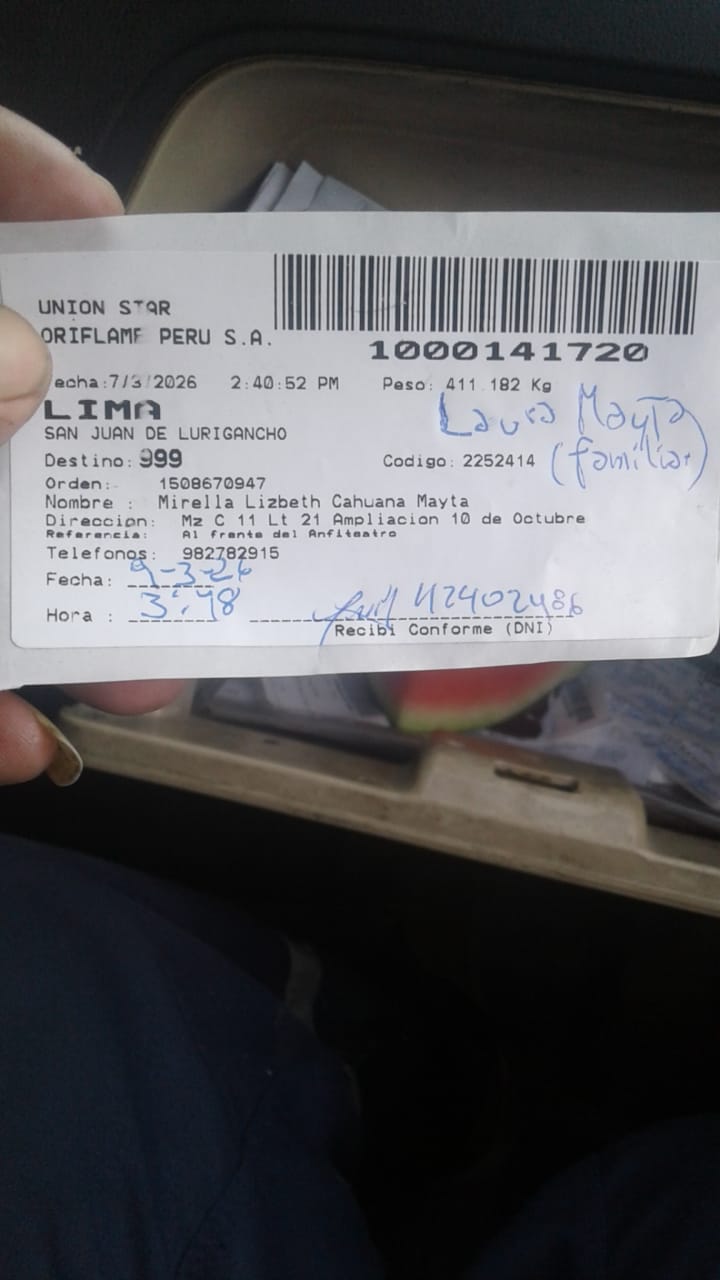 UNION STAR
ORIFLAME PERU S.A.
1000141720
echa:7/3/2026 2:40:52 PM Peso: 411.182 Kg
LIMA
Laura Mayta
SAN JUAN DE LURIGANCHO
(familiar)
Destino: 999 Codigo: 2252414
Orden: 1508670947
Nombre : Mirella Lizbeth Cahuana Mayta
Direccion: Mz C 11 Lt 21 Ampliacion 10 de Octubre
Referencia: Al frente del Anfiteatro
Telefonos: 982782915
Fecha: 9-3-26
Hora : 3:48 42402486
Recibi Conforme (DNI)